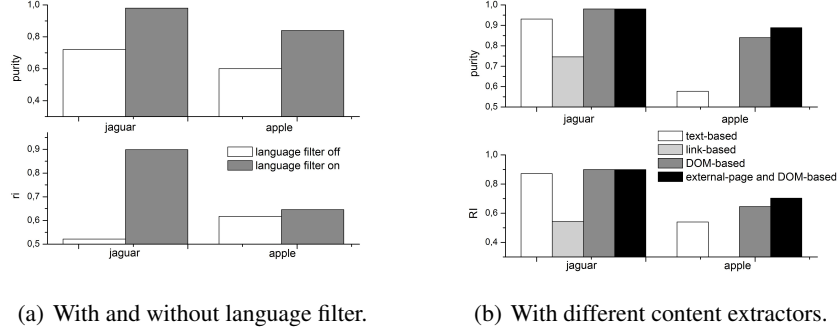 1,0
0,8
0,6
0,4
purity
jaguar
apple
language filter off
language filter on
0,9
0,8
0,7
0,6
0,5
ri
jaguar
apple
(a) With and without language filter.
1,0
0,9
0,8
0,7
0,6
0,5
purity
jaguar
apple
text-based
link-based
DOM-based
external-page and DOM-based
1,0
0,8
0,6
0,4
RI
jaguar
apple
(b) With different content extractors.